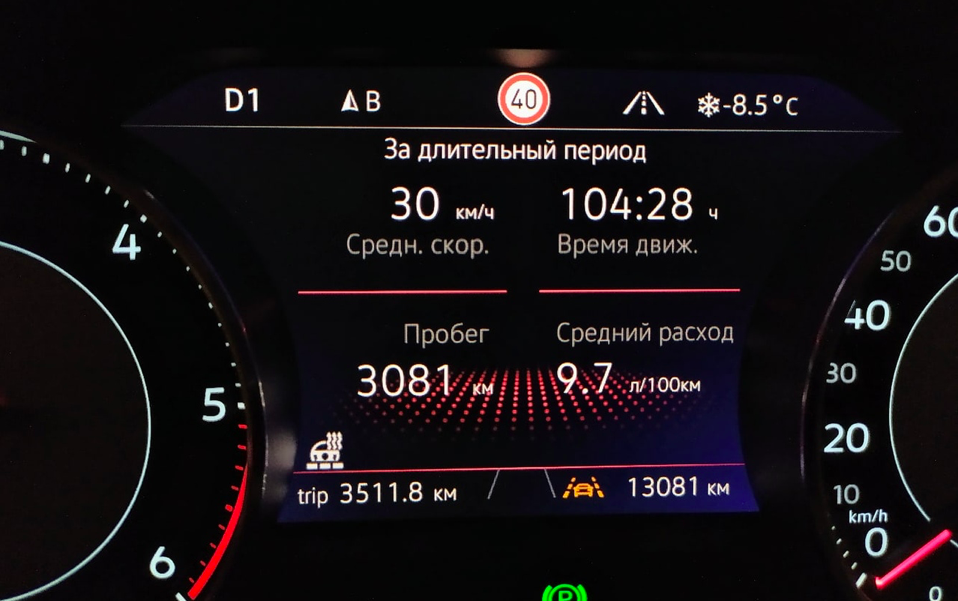 D1 B 40 -8.5°C
За длительный период
30 км/ч 104:28 ч
Средн. скор. Время движ.
Пробег Средний расход
3081 км 9.7 л/100км
trip 3511.8 км 13081 км
4
5
6
60
50
40
30
20
10
km/h
0
0
P